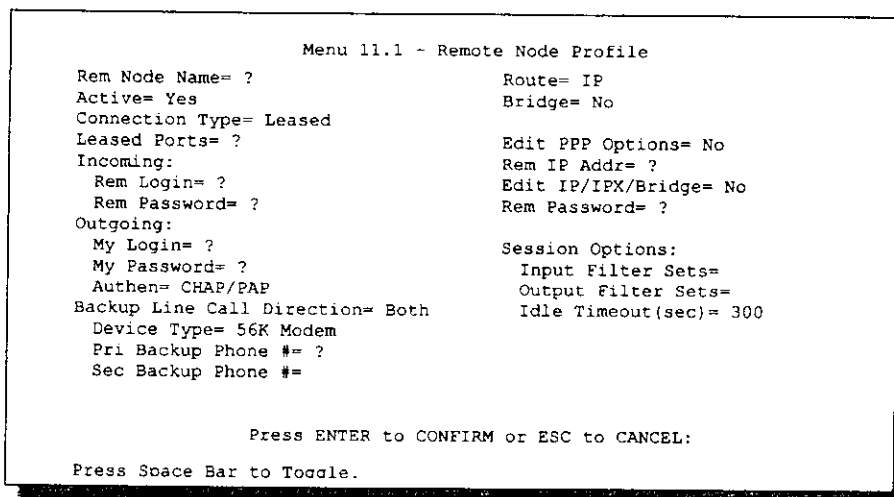 Menu 11.1 - Remote Node Profile
Rem Node Name= ?
Active= Yes
Connection Type= Leased
Leased Ports= ?
Incoming:
Rem Login= ?
Rem Password= ?
Outgoing:
My Login= ?
My Password= ?
Authen= CHAP/PAP
Backup Line Call Direction= Both
Device Type= 56K Modem
Pri Backup Phone #= ?
Sec Backup Phone #=
Route= IP
Bridge= No
Edit PPP Options= No
Rem IP Addr= ?
Edit IP/IPX/Bridge= No
Rem Password= ?
Session Options:
Input Filter Sets=
Output Filter Sets=
Idle Timeout(sec)= 300
Press ENTER to CONFIRM or ESC to CANCEL:
Press Space Bar to Toggle.